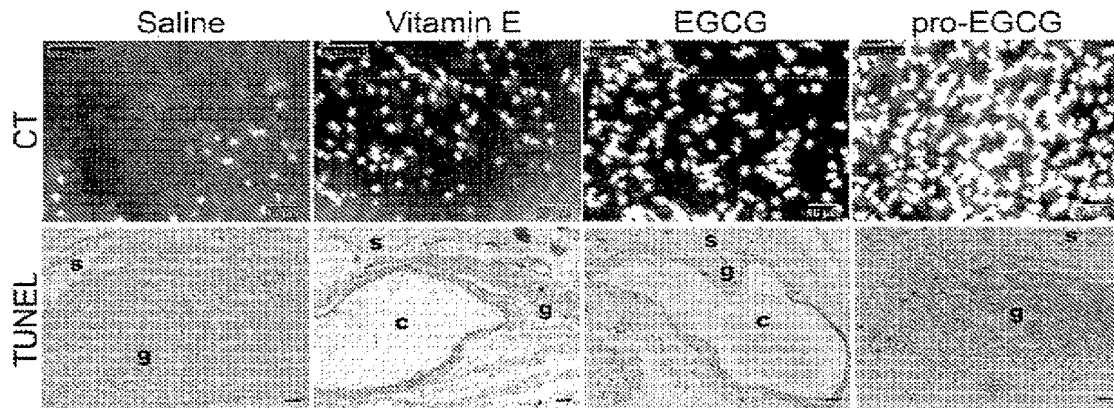 Saline Vitamin E EGCG pro-EGCG
CT
TUNEL
s g
s c g
s g c
s g